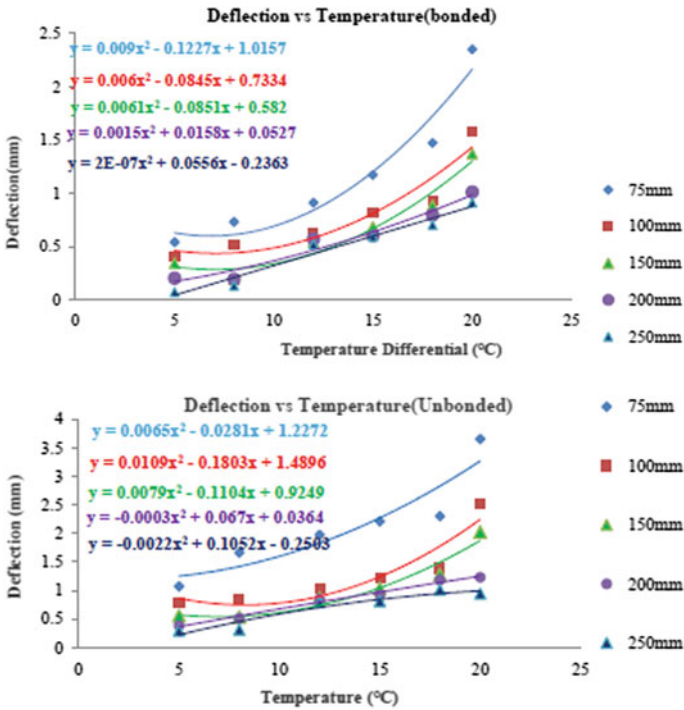 Deflection vs Temperature(bonded)
2.5
y = 0.009x² - 0.1227x + 1.0157
2
y = 0.006x² - 0.0845x + 0.7334
y = 0.0061x² - 0.0851x + 0.582
1.5
y = 0.0015x² + 0.0158x + 0.0527
y = 2E-07x² + 0.0556x - 0.2363
1
0.5
0
Deflection(mm)
0 5 10 15 20 25
Temperature Differential (℃)
75mm
100mm
150mm
200mm
250mm
Deflection vs Temperature(Unbonded)
4
y = 0.0065x² - 0.0281x + 1.2272
3.5
y = 0.0109x² - 0.1803x + 1.4896
3
y = 0.0079x² - 0.1104x + 0.9249
2.5
y = -0.0003x² + 0.067x + 0.0364
2
y = -0.0022x² + 0.1052x - 0.2503
1.5
1
0.5
0
Deflection (mm)
0 5 10 15 20 25
Temperature (℃)
75mm
100mm
150mm
200mm
250mm